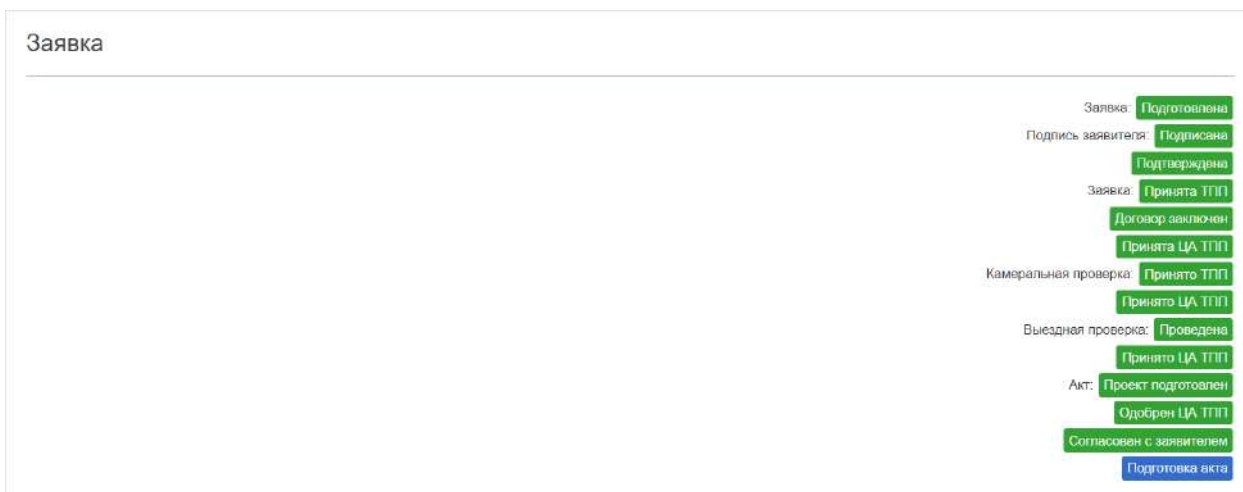 Заявка
Заявка: Подготовлена
Подпись заявителя: Подписана
Подтверждена
Заявка: Принята ТПП
Договор заключен
Принята ЦА ТПП
Камеральная проверка: Принято ТПП
Принято ЦА ТПП
Выездная проверка: Проведена
Принято ЦА ТПП
Акт: Проект подготовлен
Одобрен ЦА ТПП
Согласован с заявителем
Подготовка акта